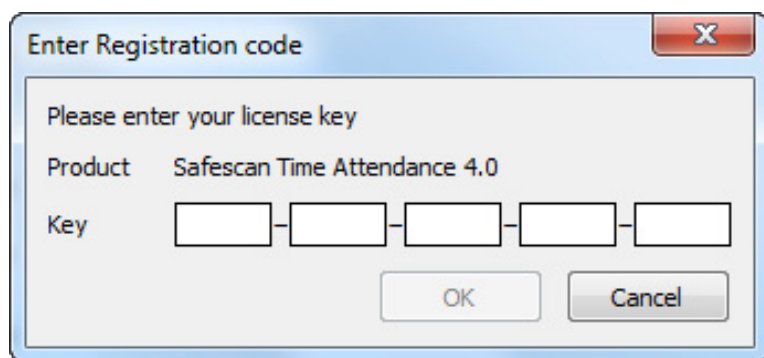 Enter Registration code
Please enter your license key
Product Safescan Time Attendance 4.0
Key - - - -
OK Cancel